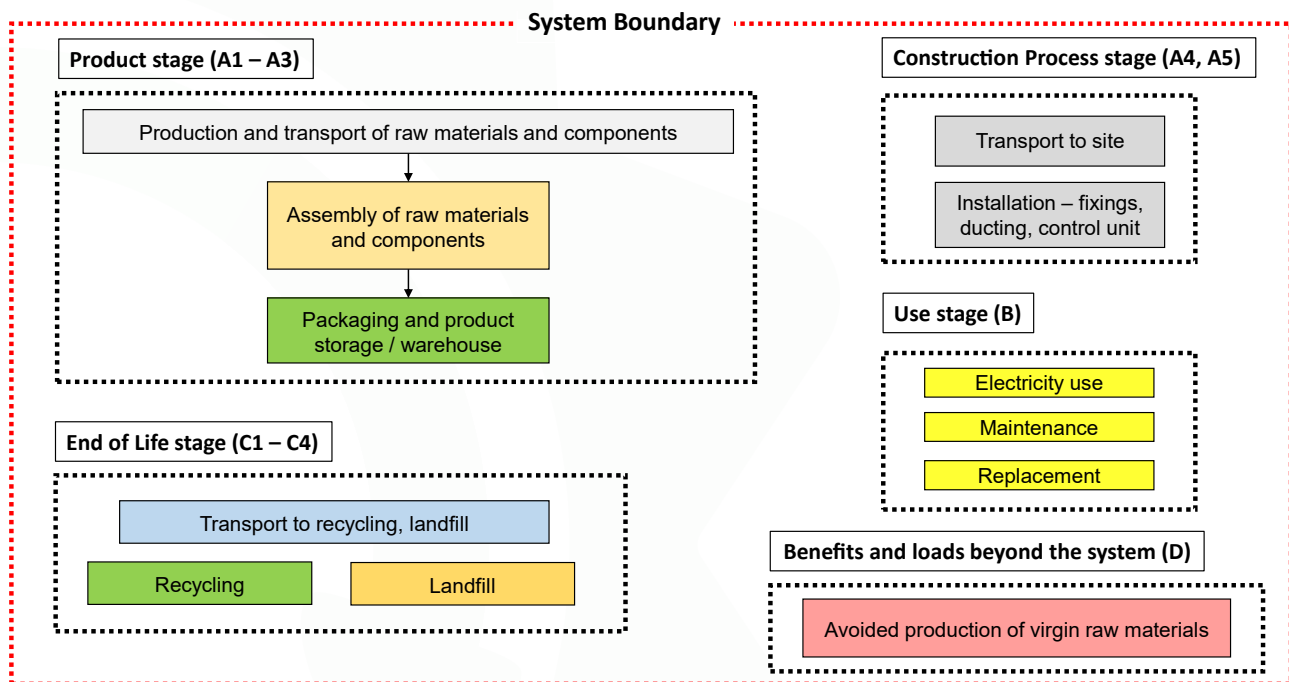 System Boundary
Product stage (A1 – A3)
Production and transport of raw materials and components
Assembly of raw materials
and components
Packaging and product
storage / warehouse
Construction Process stage (A4, A5)
Transport to site
Installation – fixings,
ducting, control unit
Use stage (B)
Electricity use
Maintenance
Replacement
End of Life stage (C1 – C4)
Transport to recycling, landfill
Recycling
Landfill
Benefits and loads beyond the system (D)
Avoided production of virgin raw materials